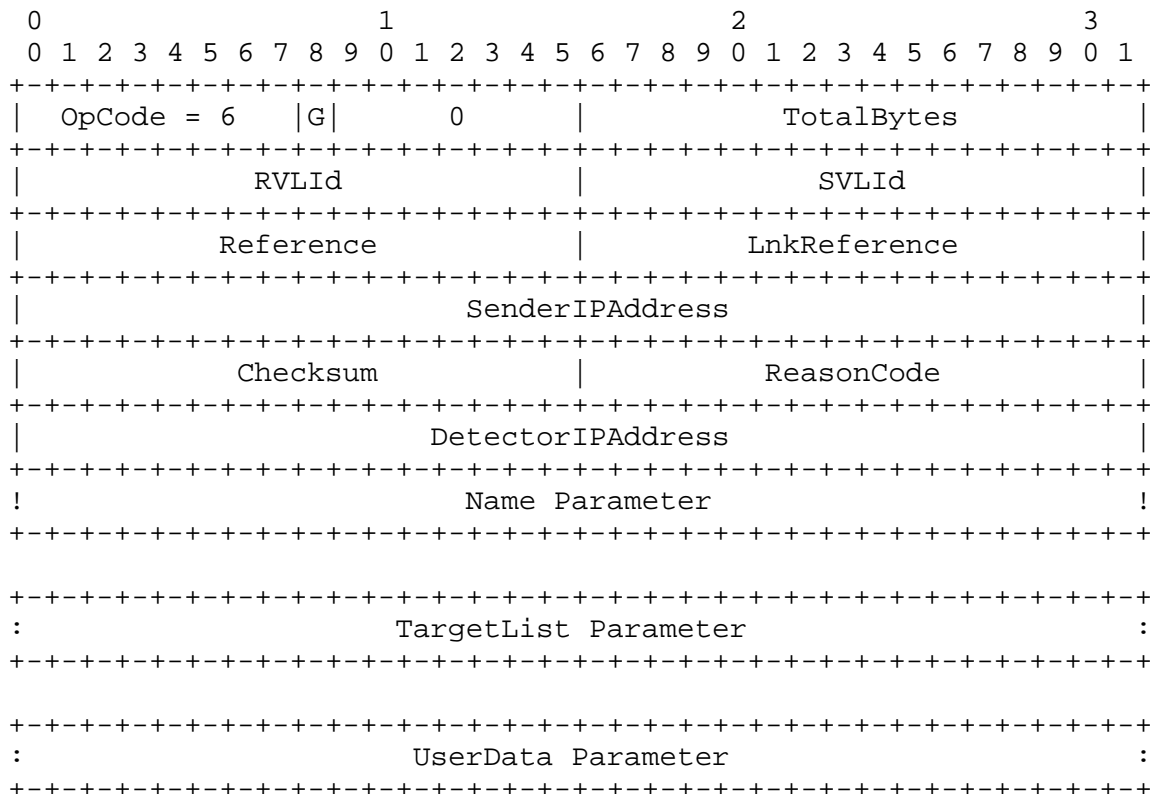 0                   1                   2                   3
 0 1 2 3 4 5 6 7 8 9 0 1 2 3 4 5 6 7 8 9 0 1 2 3 4 5 6 7 8 9 0 1
+-+-+-+-+-+-+-+-+-+-+-+-+-+-+-+-+-+-+-+-+-+-+-+-+-+-+-+-+-+-+-+-+
|  OpCode = 6   |G|      0      |           TotalBytes          |
+-+-+-+-+-+-+-+-+-+-+-+-+-+-+-+-+-+-+-+-+-+-+-+-+-+-+-+-+-+-+-+-+
|             RVLId             |             SVLId             |
+-+-+-+-+-+-+-+-+-+-+-+-+-+-+-+-+-+-+-+-+-+-+-+-+-+-+-+-+-+-+-+-+
|           Reference           |         LnkReference          |
+-+-+-+-+-+-+-+-+-+-+-+-+-+-+-+-+-+-+-+-+-+-+-+-+-+-+-+-+-+-+-+-+
|                         SenderIPAddress                       |
+-+-+-+-+-+-+-+-+-+-+-+-+-+-+-+-+-+-+-+-+-+-+-+-+-+-+-+-+-+-+-+-+
|            Checksum           |          ReasonCode           |
+-+-+-+-+-+-+-+-+-+-+-+-+-+-+-+-+-+-+-+-+-+-+-+-+-+-+-+-+-+-+-+-+
|                       DetectorIPAddress                       |
+-+-+-+-+-+-+-+-+-+-+-+-+-+-+-+-+-+-+-+-+-+-+-+-+-+-+-+-+-+-+-+-+
!                         Name Parameter                        !
+-+-+-+-+-+-+-+-+-+-+-+-+-+-+-+-+-+-+-+-+-+-+-+-+-+-+-+-+-+-+-+-+
+-+-+-+-+-+-+-+-+-+-+-+-+-+-+-+-+-+-+-+-+-+-+-+-+-+-+-+-+-+-+-+-+
:                     TargetList Parameter                      :
+-+-+-+-+-+-+-+-+-+-+-+-+-+-+-+-+-+-+-+-+-+-+-+-+-+-+-+-+-+-+-+-+
+-+-+-+-+-+-+-+-+-+-+-+-+-+-+-+-+-+-+-+-+-+-+-+-+-+-+-+-+-+-+-+-+
:                      UserData Parameter                       :
+-+-+-+-+-+-+-+-+-+-+-+-+-+-+-+-+-+-+-+-+-+-+-+-+-+-+-+-+-+-+-+-+